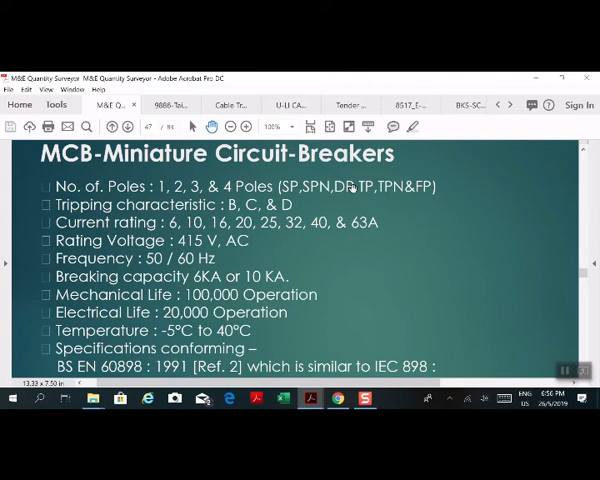 M&E Quantity Surveyor M&E Quantity Surveyor - Adobe Acrobat Pro DC
File Edit View Window Help
Home Tools M&E Q... × 9886-Tai... Cable Tr... U-LI CA... Tender ... 8517_E-... BKS-SC... Sign In
47 / 100%
MCB-Miniature Circuit-Breakers
No. of Poles : 1, 2, 3, & 4 Poles (SP,SPN,DP,TP,TPN&FP)
Tripping characteristic : B, C, & D
Current rating : 6, 10, 16, 20, 25, 32, 40, & 63A
Rating Voltage : 415 V, AC
Frequency : 50 / 60 Hz
Breaking capacity 6KA or 10 KA.
Mechanical Life : 100,000 Operation
Electrical Life : 20,000 Operation
Temperature : -5°C to 40°C
Specifications conforming –
BS EN 60898 : 1991 [Ref. 2] which is similar to IEC 898 :
13.33 x 7.50 in
ENG 6:56 PM
US 26/5/2019